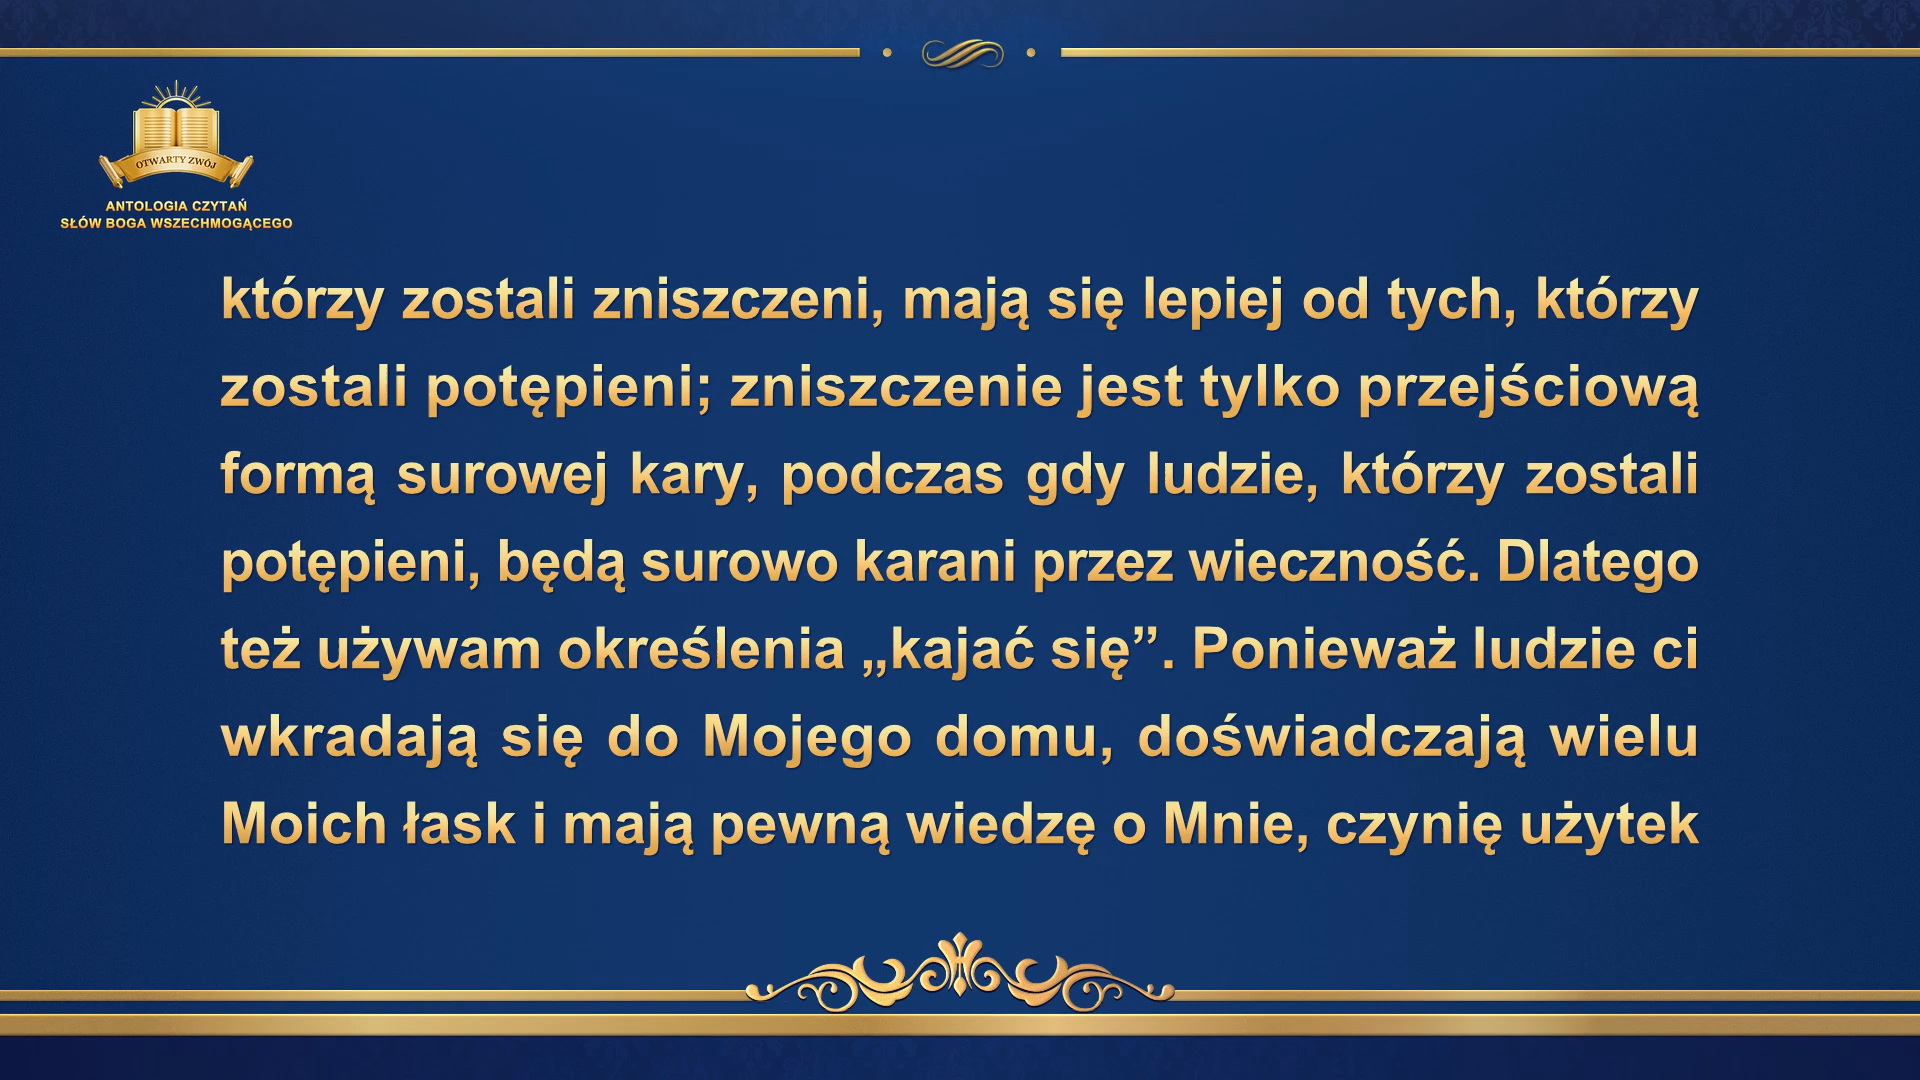 OTWARTY ZWÓJ
ANTOLOGIA CZYTAŃ
SŁÓW BOGA WSZECHMOGĄCEGO
którzy zostali zniszczeni, mają się lepiej od tych, którzy
zostali potępieni; zniszczenie jest tylko przejściową
formą surowej kary, podczas gdy ludzie, którzy zostali
potępieni, będą surowo karani przez wieczność. Dlatego
też używam określenia „kajać się”. Ponieważ ludzie ci
wkradają się do Mojego domu, doświadczają wielu
Moich łask i mają pewną wiedzę o Mnie, czynię użytek